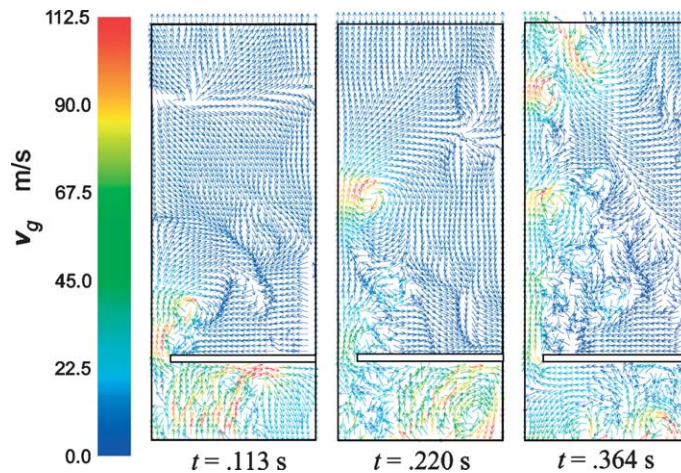 112.5
90.0
67.5
45.0
22.5
0.0
v_g m/s
t = .113 s
t = .220 s
t = .364 s